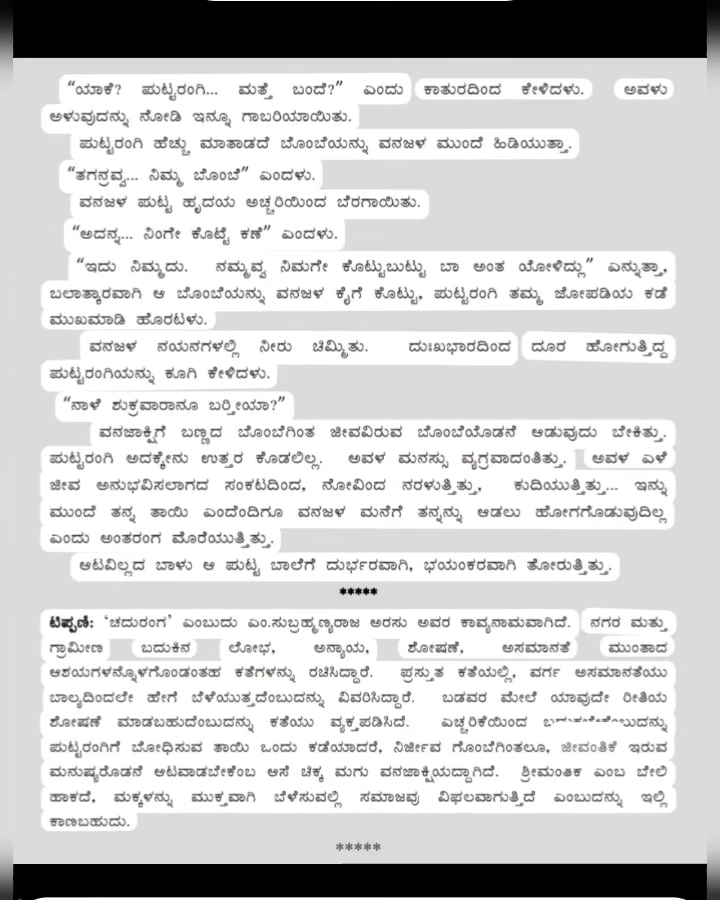 “ಯಾಕೆ? ಪುಟ್ಟರಂಗಿ... ಮತ್ತೆ ಬಂದೆ?” ಎಂದು ಕಾತುರದಿಂದ ಕೇಳಿದಳು. ಅವಳು
ಅಳುವುದನ್ನು ನೋಡಿ ಇನ್ನೂ ಗಾಬರಿಯಾಯಿತು.
ಪುಟ್ಟರಂಗಿ ಹೆಚ್ಚು ಮಾತಾಡದೆ ಬೊಂಬೆಯನ್ನು ವನಜಳ ಮುಂದೆ ಹಿಡಿಯುತ್ತಾ.
“ತಗನ್ರವ್ವ... ನಿಮ್ಮ ಬೊಂಬೆ” ಎಂದಳು.
ವನಜಳ ಪುಟ್ಟ ಹೃದಯ ಅಚ್ಚರಿಯಿಂದ ಬೆರಗಾಯಿತು.
“ಅದನ್ನ... ನಿಂಗೇ ಕೊಟ್ಟೆ ಕಣೆ” ಎಂದಳು.
“ಇದು ನಿಮ್ಮದು. ನಮ್ಮವ್ವ ನಿಮಗೇ ಕೊಟ್ಟುಬುಟ್ಟು ಬಾ ಅಂತ ಯೋಳಿದ್ಲು” ಎನ್ನುತ್ತಾ,
ಬಲಾತ್ಕಾರವಾಗಿ ಆ ಬೊಂಬೆಯನ್ನು ವನಜಳ ಕೈಗೆ ಕೊಟ್ಟು, ಪುಟ್ಟರಂಗಿ ತಮ್ಮ ಜೋಪಡಿಯ ಕಡೆ
ಮುಖಮಾಡಿ ಹೊರಟಳು.
ವನಜಳ ನಯನಗಳಲ್ಲಿ ನೀರು ಚಿಮ್ಮಿತು. ದುಃಖಭಾರದಿಂದ ದೂರ ಹೋಗುತ್ತಿದ್ದ
ಪುಟ್ಟರಂಗಿಯನ್ನು ಕೂಗಿ ಕೇಳಿದಳು.
“ನಾಳೆ ಶುಕ್ರವಾರಾನೂ ಬರ‍್ತೀಯಾ?”
ವನಜಾಕ್ಷಿಗೆ ಬಣ್ಣದ ಬೊಂಬೆಗಿಂತ ಜೀವವಿರುವ ಬೊಂಬೆಯೊಡನೆ ಆಡುವುದು ಬೇಕಿತ್ತು.
ಪುಟ್ಟರಂಗಿ ಅದಕ್ಕೇನು ಉತ್ತರ ಕೊಡಲಿಲ್ಲ. ಅವಳ ಮನಸ್ಸು ವ್ಯಗ್ರವಾದಂತಿತ್ತು. ಅವಳ ಎಳೆ
ಜೀವ ಅನುಭವಿಸಲಾಗದ ಸಂಕಟದಿಂದ, ನೋವಿಂದ ನರಳುತ್ತಿತ್ತು, ಕುದಿಯುತ್ತಿತ್ತು... ಇನ್ನು
ಮುಂದೆ ತನ್ನ ತಾಯಿ ಎಂದೆಂದಿಗೂ ವನಜಳ ಮನೆಗೆ ತನ್ನನ್ನು ಆಡಲು ಹೋಗಗೊಡುವುದಿಲ್ಲ
ಎಂದು ಅಂತರಂಗ ಮೊರೆಯುತ್ತಿತ್ತು.
ಆಟವಿಲ್ಲದ ಬಾಳು ಆ ಪುಟ್ಟ ಬಾಲೆಗೆ ದುರ್ಭರವಾಗಿ, ಭಯಂಕರವಾಗಿ ತೋರುತ್ತಿತ್ತು.
*****
ಟಿಪ್ಪಣಿ: ‘ಚದುರಂಗ’ ಎಂಬುದು ಎಂ.ಸುಬ್ರಹ್ಮಣ್ಯರಾಜ ಅರಸು ಅವರ ಕಾವ್ಯನಾಮವಾಗಿದೆ. ನಗರ ಮತ್ತು
ಗ್ರಾಮೀಣ ಬದುಕಿನ ಲೋಭ, ಅನ್ಯಾಯ, ಶೋಷಣೆ, ಅಸಮಾನತೆ ಮುಂತಾದ
ಆಶಯಗಳನ್ನೊಳಗೊಂಡಂತಹ ಕತೆಗಳನ್ನು ರಚಿಸಿದ್ದಾರೆ. ಪ್ರಸ್ತುತ ಕತೆಯಲ್ಲಿ, ವರ್ಗ ಅಸಮಾನತೆಯು
ಬಾಲ್ಯದಿಂದಲೇ ಹೇಗೆ ಬೆಳೆಯುತ್ತದೆಂಬುದನ್ನು ವಿವರಿಸಿದ್ದಾರೆ. ಬಡವರ ಮೇಲೆ ಯಾವುದೇ ರೀತಿಯ
ಶೋಷಣೆ ಮಾಡಬಹುದೆಂಬುದನ್ನು ಕತೆಯು ವ್ಯಕ್ತಪಡಿಸಿದೆ. ಎಚ್ಚರಿಕೆಯಿಂದ
ಪುಟ್ಟರಂಗಿಗೆ ಬೋಧಿಸುವ ತಾಯಿ ಒಂದು ಕಡೆಯಾದರೆ, ನಿರ್ಜೀವ ಗೊಂಬೆಗಿಂತಲೂ, ಜೀವಂತಿಕೆ ಇರುವ
ಮನುಷ್ಯರೊಡನೆ ಆಟವಾಡಬೇಕೆಂಬ ಆಸೆ ಚಿಕ್ಕ ಮಗು ವನಜಾಕ್ಷಿಯದ್ದಾಗಿದೆ. ಶ್ರೀಮಂತಿಕೆ ಎಂಬ ಬೇಲಿ
ಹಾಕದೆ, ಮಕ್ಕಳನ್ನು ಮುಕ್ತವಾಗಿ ಬೆಳೆಸುವಲ್ಲಿ ಸಮಾಜವು ವಿಫಲವಾಗುತ್ತಿದೆ ಎಂಬುದನ್ನು ಇಲ್ಲಿ
ಕಾಣಬಹುದು.
*****